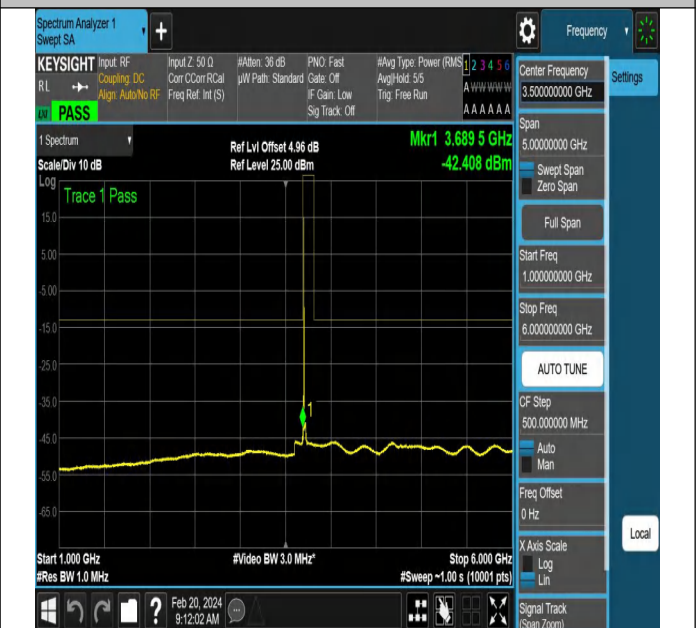 Spectrum Analyzer 1
Swept SA
+
Frequency
KEYSIGHT
RL
PASS
Input: RF
Coupling: DC
Align: Auto/No RF
Input Z: 50 Ω
Corr CCorr RCal
Freq Ref: Int (S)
#Atten: 36 dB
µW Path: Standard
PNO: Fast
Gate: Off
IF Gain: Low
Sig Track: Off
#Avg Type: Power (RMS
Avg|Hold: 5/5
Trig: Free Run
1 2 3 4 5 6
A W W W W W
A A A A A A
1 Spectrum
Scale/Div 10 dB
Log
Ref Lvl Offset 4.96 dB
Ref Level 25.00 dBm
Mkr1 3.689 5 GHz
-42.408 dBm
Trace 1 Pass
15.0
5.00
-5.00
-15.0
-25.0
-35.0
-45.0
-55.0
-65.0
1
Start 1.000 GHz
#Res BW 1.0 MHz
#Video BW 3.0 MHz*
Stop 6.000 GHz
#Sweep ~1.00 s (10001 pts)
?
Feb 20, 2024
9:12:02 AM
Center Frequency
3.500000000 GHz
Settings
Span
5.00000000 GHz
Swept Span
Zero Span
Full Span
Start Freq
1.000000000 GHz
Stop Freq
6.000000000 GHz
AUTO TUNE
CF Step
500.000000 MHz
Auto
Man
Freq Offset
0 Hz
X Axis Scale
Log
Lin
Local
Signal Track
(Span Zoom)